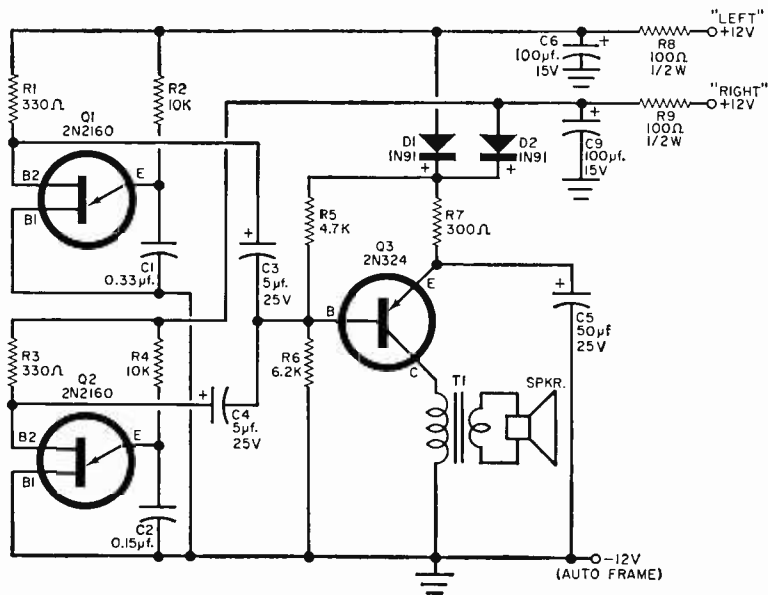 "LEFT"
+12V
C6
100µf.
15V
+
R8
100Ω
1/2W
R1
330Ω
R2
10K
Q1
2N2160
"RIGHT"
+12V
+
R9
100Ω
1/2W
C9
100µf.
15V
D1
1N91
+
D2
1N91
+
B2
E
B1
C1
0.33µf.
+
C3
5µf.
25V
R5
4.7K
R7
300Ω
Q3
2N324
E
B
C
+
C5
50µf
25V
R3
330Ω
R4
10K
Q2
2N2160
+
C4
5µf.
25V
R6
6.2K
T1
SPKR.
B2
E
B1
C2
0.15µf.
-12V
(AUTO FRAME)